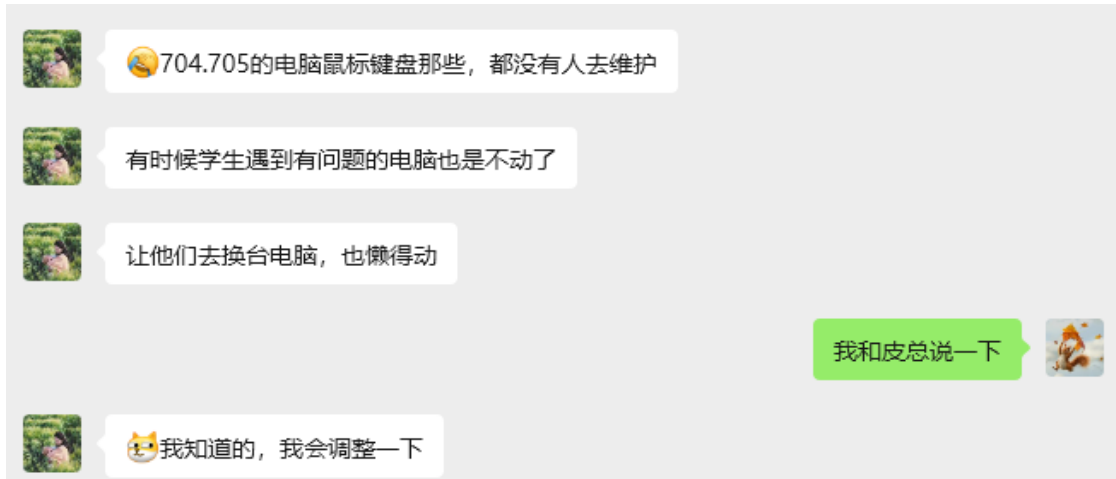 704.705的电脑鼠标键盘那些，都没有人去维护
有时候学生遇到有问题的电脑也是不动了
让他们去换台电脑，也懒得动
我和皮总说一下
我知道的，我会调整一下